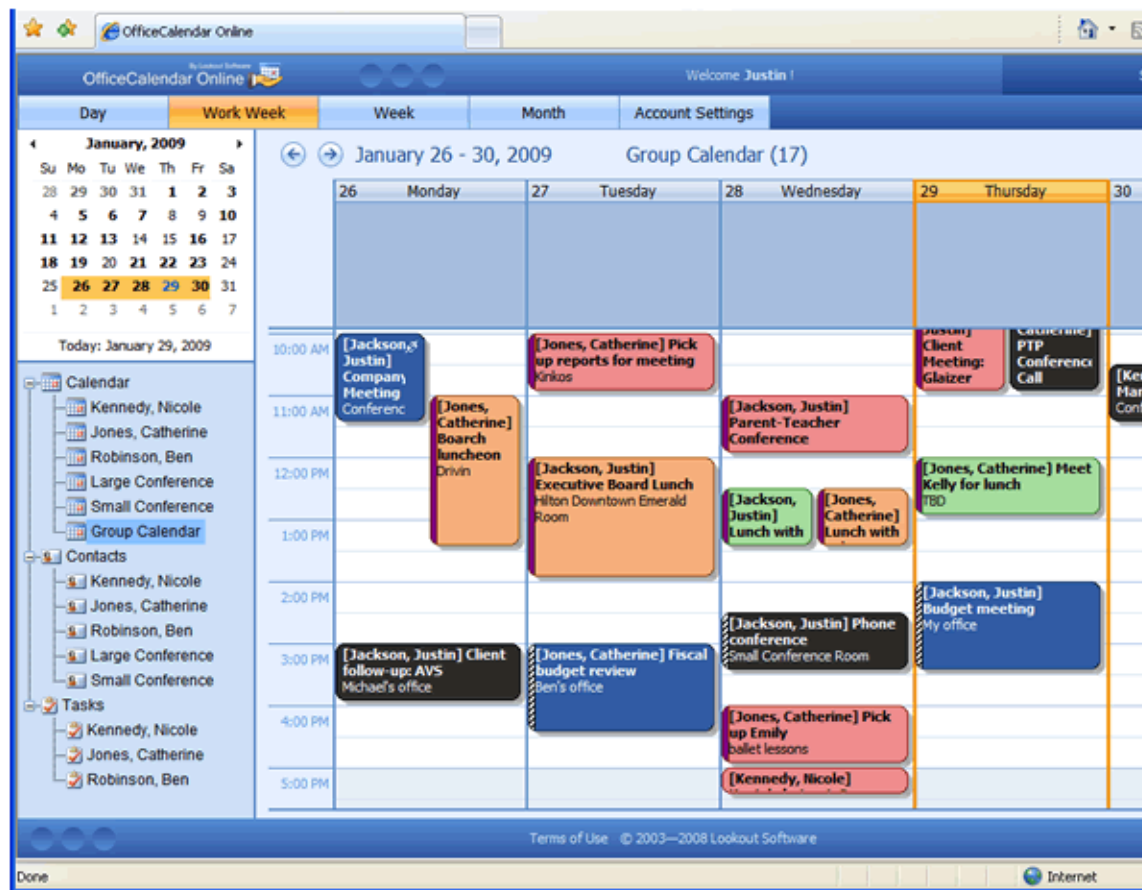 OfficeCalendar Online
By Lookout Software
OfficeCalendar Online
Welcome Justin !
Day Work Week Week Month Account Settings
January, 2009
Su Mo Tu We Th Fr Sa
28 29 30 31 1 2 3
4 5 6 7 8 9 10
11 12 13 14 15 16 17
18 19 20 21 22 23 24
25 26 27 28 29 30 31
1 2 3 4 5 6 7
Today: January 29, 2009
Calendar
Kennedy, Nicole
Jones, Catherine
Robinson, Ben
Large Conference
Small Conference
Group Calendar
Contacts
Kennedy, Nicole
Jones, Catherine
Robinson, Ben
Large Conference
Small Conference
Tasks
Kennedy, Nicole
Jones, Catherine
Robinson, Ben
January 26 - 30, 2009 Group Calendar (17)
26 Monday 27 Tuesday 28 Wednesday 29 Thursday 30
10:00 AM
11:00 AM
12:00 PM
1:00 PM
2:00 PM
3:00 PM
4:00 PM
5:00 PM
[Jackson,
Justin]
Company
Meeting
Conferenc
[Jones,
Catherine]
Boarch
luncheon
Drivin
[Jackson, Justin] Client
follow-up: AVS
Michael's office
[Jones, Catherine] Pick
up reports for meeting
Kinkos
[Jackson, Justin]
Executive Board Lunch
Hilton Downtown Emerald
Room
[Jones, Catherine] Fiscal
budget review
Ben's office
[Jackson, Justin]
Parent-Teacher
Conference
[Jackson,
Justin]
Lunch with
[Jones,
Catherine]
Lunch with
[Jackson, Justin] Phone
conference
Small Conference Room
[Jones, Catherine] Pick
up Emily
ballet lessons
[Kennedy, Nicole]
Justin]
Client
Meeting:
Glaizer
Catherine]
PTP
Conference
Call
[Jones, Catherine] Meet
Kelly for lunch
TBD
[Jackson, Justin]
Budget meeting
My office
[Ken
Mar
Conf
Terms of Use © 2003—2008 Lookout Software
Done
Internet